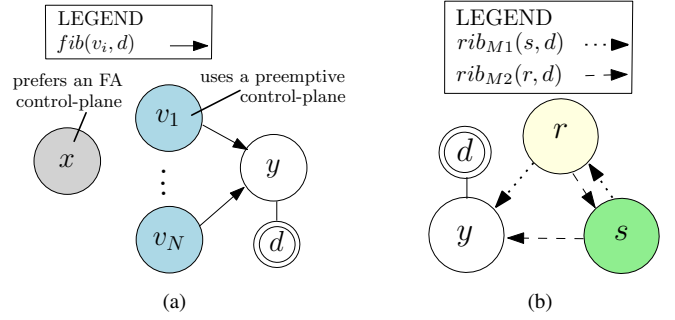 LEGEND
fib(v_i, d)
prefers an FA
control-plane
uses a preemptive
control-plane
x
v_1
⋮
v_N
y
d
(a)
LEGEND
rib_{M1}(s, d)
rib_{M2}(r, d)
r
d
y
s
(b)